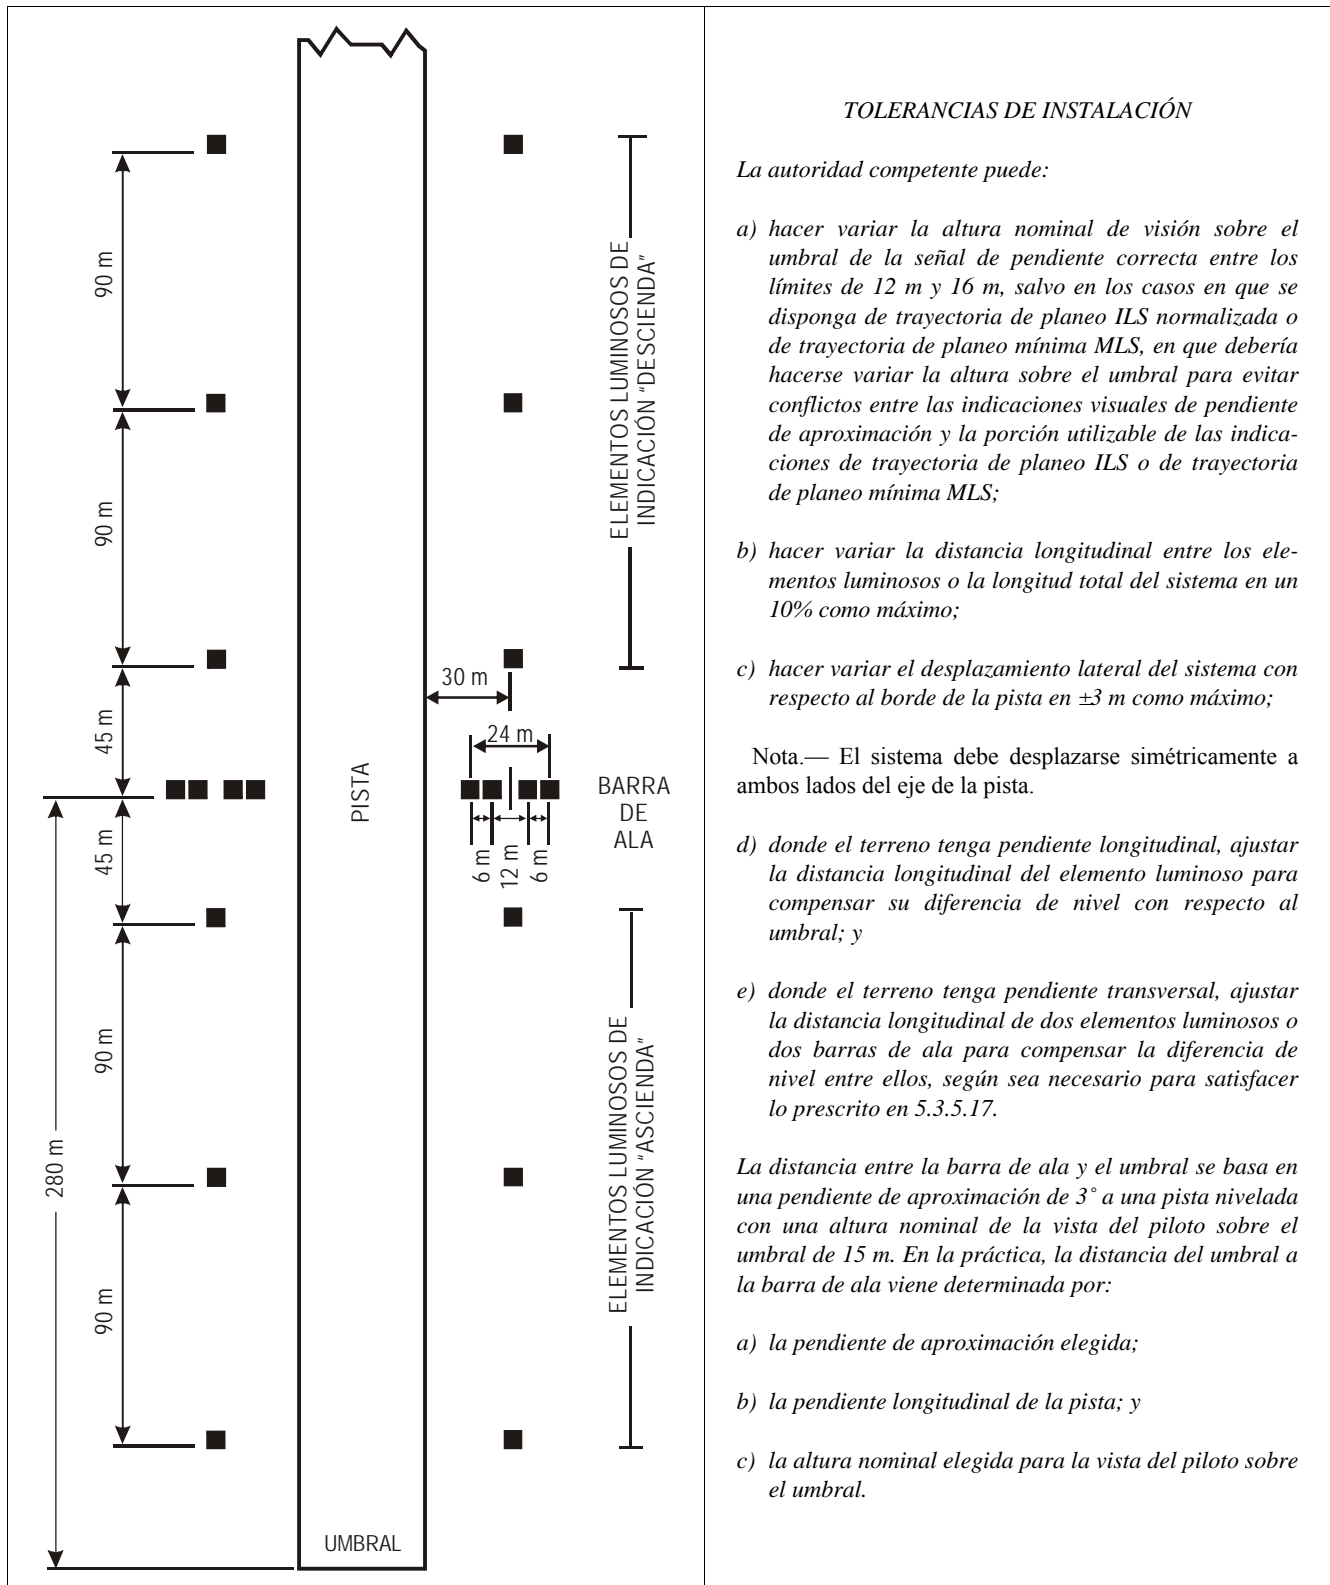 90 m
90 m
45 m
45 m
90 m
90 m
280 m
PISTA
UMBRAL
30 m
24 m
6 m
12 m
6 m
ELEMENTOS LUMINOSOS DE
INDICACIÓN "DESCIENDA"
BARRA
DE
ALA
ELEMENTOS LUMINOSOS DE
INDICACIÓN "ASCIENDA"
TOLERANCIAS DE INSTALACIÓN
La autoridad competente puede:
a) hacer variar la altura nominal de visión sobre el
umbral de la señal de pendiente correcta entre los
límites de 12 m y 16 m, salvo en los casos en que se
disponga de trayectoria de planeo ILS normalizada o
de trayectoria de planeo mínima MLS, en que debería
hacerse variar la altura sobre el umbral para evitar
conflictos entre las indicaciones visuales de pendiente
de aproximación y la porción utilizable de las indica-
ciones de trayectoria de planeo ILS o de trayectoria
de planeo mínima MLS;
b) hacer variar la distancia longitudinal entre los ele-
mentos luminosos o la longitud total del sistema en un
10% como máximo;
c) hacer variar el desplazamiento lateral del sistema con
respecto al borde de la pista en ±3 m como máximo;
Nota.— El sistema debe desplazarse simétricamente a
ambos lados del eje de la pista.
d) donde el terreno tenga pendiente longitudinal, ajustar
la distancia longitudinal del elemento luminoso para
compensar su diferencia de nivel con respecto al
umbral; y
e) donde el terreno tenga pendiente transversal, ajustar
la distancia longitudinal de dos elementos luminosos o
dos barras de ala para compensar la diferencia de
nivel entre ellos, según sea necesario para satisfacer
lo prescrito en 5.3.5.17.
La distancia entre la barra de ala y el umbral se basa en
una pendiente de aproximación de 3° a una pista nivelada
con una altura nominal de la vista del piloto sobre el
umbral de 15 m. En la práctica, la distancia del umbral a
la barra de ala viene determinada por:
a) la pendiente de aproximación elegida;
b) la pendiente longitudinal de la pista; y
c) la altura nominal elegida para la vista del piloto sobre
el umbral.